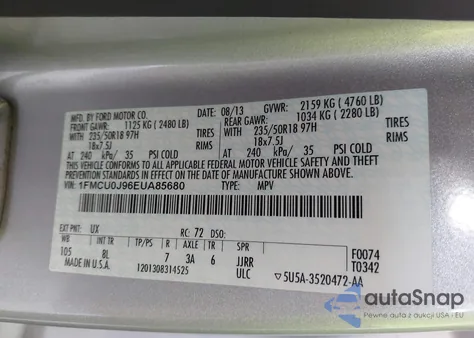 MFD. BY FORD MOTOR CO.
DATE: 08/13 GVWR: 2159 KG ( 4760 LB)
FRONT GAWR: 1125 KG ( 2480 LB) REAR GAWR: 1034 KG ( 2280 LB)
WITH 235/50R18 97H TIRES WITH 235/50R18 97H TIRES
18x7.5J RIMS 18x7.5J RIMS
AT 240 kPa/ 35 PSI COLD AT 240 kPa/ 35 PSI COLD
THIS VEHICLE CONFORMS TO ALL APPLICABLE FEDERAL MOTOR VEHICLE SAFETY, BUMPER, AND THEFT
PREVENTION STANDARDS IN EFFECT ON THE DATE OF MANUFACTURE SHOWN ABOVE.
VIN: 1FMCU0J96EUA85680 TYPE: MPV
EXT PNT: UX RC: 72 DSO: F0074
WB INT TR TP/PS R AXLE TR SPR T0342
105 8L 7 3A 6 JJRR
MADE IN U.S.A. 1201308314525 ULC 5U5A-3520472-AA
autaSnap
Aut z aukcji USA i EU